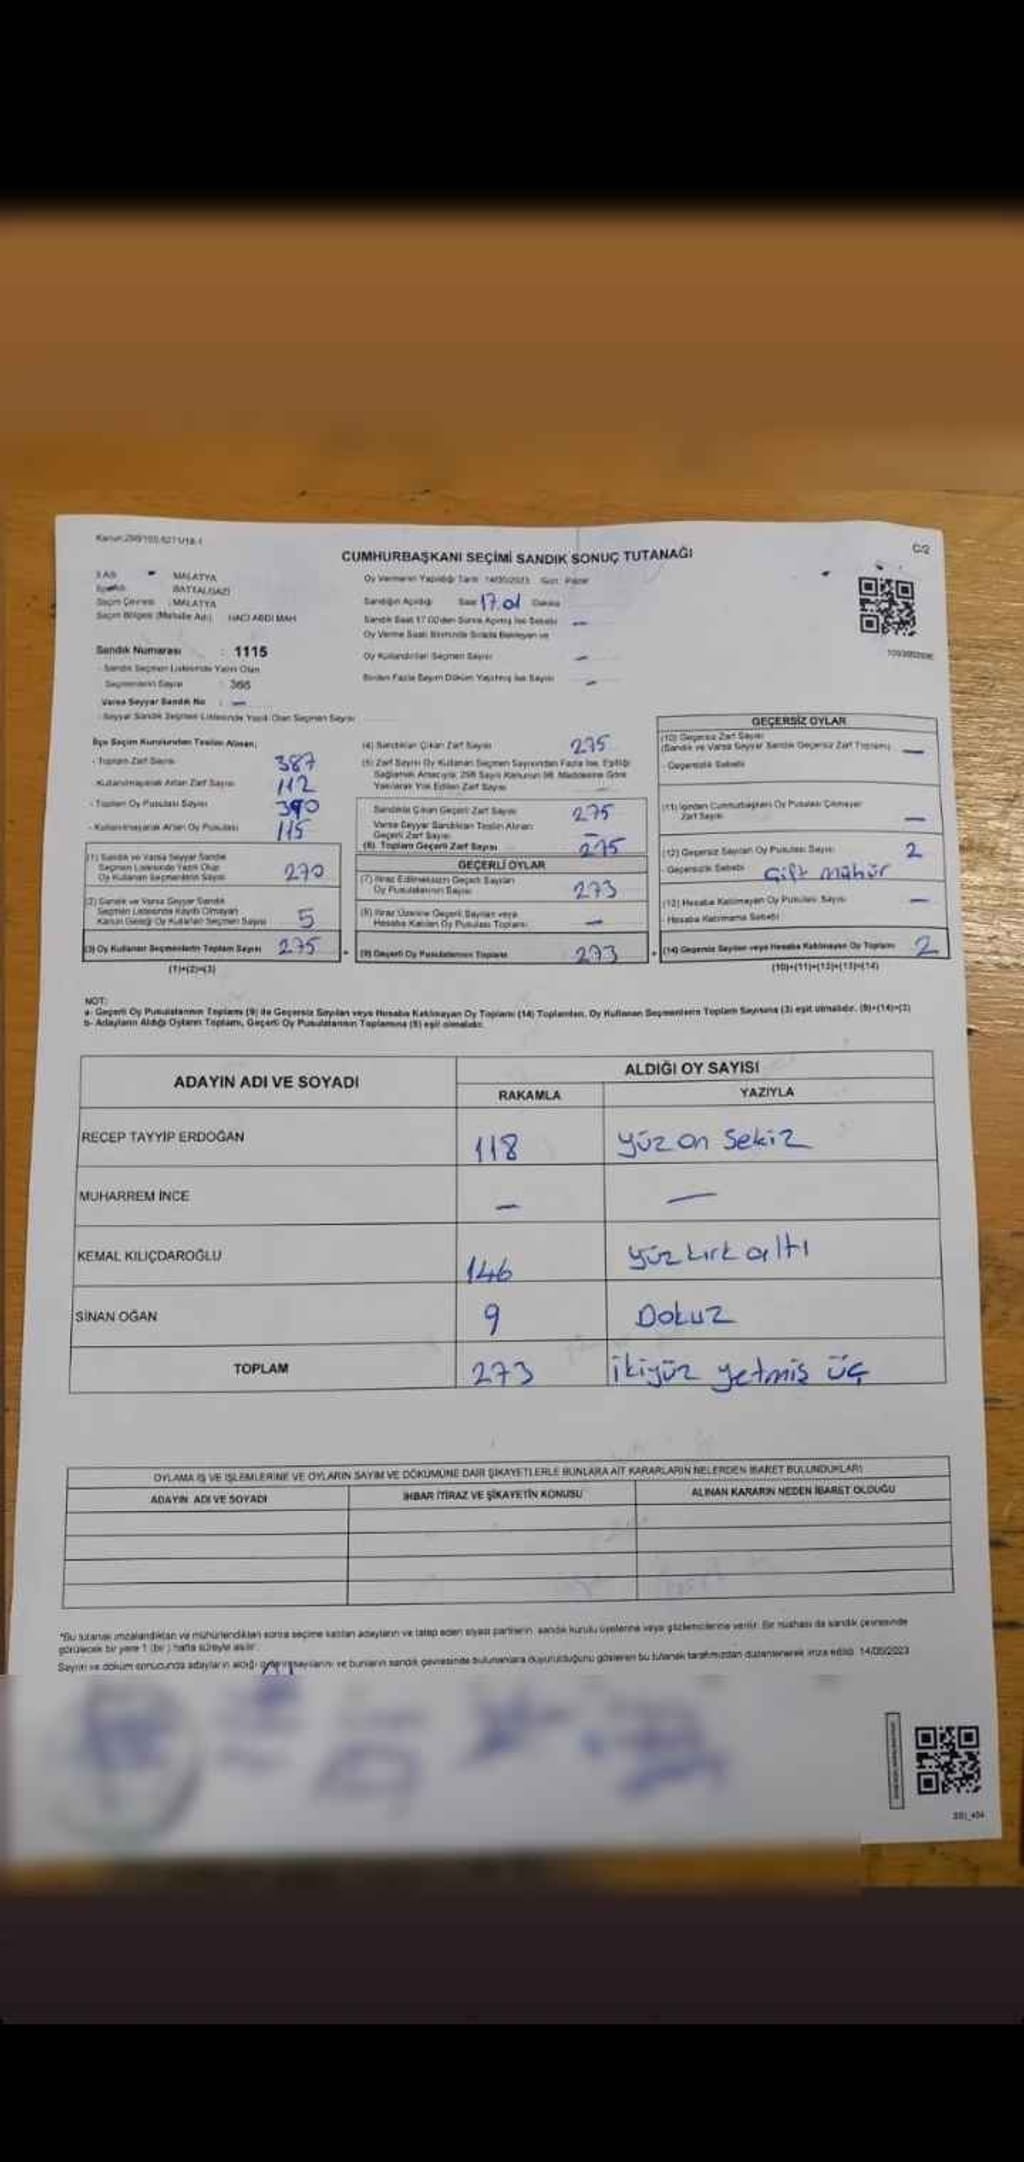 CUMHURBAŞKANI SEÇİMİ SANDIK SONUÇ TUTANAĞI
C/2
MALATYA
BATTALGAZİ
Seçim Çevresi : MALATYA
Seçim Bölgesi (Mahalle Adı) : HACI ABDİ MAH
Oy Vermenin Yapıldığı Tarih : 14/05/2023 Gün: Pazar
Sandığın Açıldığı Saat 17.01 Dakika
Sandık Saat 17.00'den Sonra Açılmış İse Sebebi —
Oy Verme Saati Bitiminde Sırada Bekleyen ve
Oy Kullandırılan Seçmen Sayısı —
Birden Fazla Sayım Döküm Yapılmış İse Sayısı —
Sandık Numarası : 1115
Sandık Seçmen Listesinde Yazılı Olan
Seçmenlerin Sayısı
Varsa Seyyar Sandık No : —
- Seyyar Sandık Seçmen Listesinde Yazılı Olan Seçmen Sayısı
İlçe Seçim Kurulundan Teslim Alınan;
- Toplam Zarf Sayısı 387
- Kullanılmayarak Artan Zarf Sayısı 112
- Toplam Oy Pusulası Sayısı 390
- Kullanılmayarak Artan Oy Pusulası 115
(1) Sandık ve Varsa Seyyar Sandık
Seçmen Listesinde Yazılı Olup
Oy Kullanan Seçmenlerin Sayısı 270
(2) Sandık ve Varsa Seyyar Sandık
Seçmen Listesinde Kayıtlı Olmayan
Kanun Gereği Oy Kullanan Seçmen Sayısı 5
(3) Oy Kullanan Seçmenlerin Toplam Sayısı 275
(1)+(2)=(3)
(4) Sandıktan Çıkan Zarf Sayısı 275
(5) Zarf Sayısı Oy Kullanan Seçmen Sayısından Fazla İse, Eşitliği
Sağlamak Amacıyla, 298 Sayılı Kanunun 98. Maddesine Göre
Yakılarak Yok Edilen Zarf Sayısı
Sandıkta Çıkan Geçerli Zarf Sayısı 275
Varsa Seyyar Sandıktan Teslim Alınan
Geçerli Zarf Sayısı —
(6) Toplam Geçerli Zarf Sayısı 275
GEÇERLİ OYLAR
(7) İtiraz Edilmeksizin Geçerli Sayılan
Oy Pusulalarının Sayısı 273
(8) İtiraz Üzerine Geçerli Sayılan veya
Hesaba Katılan Oy Pusulası Toplamı —
(9) Geçerli Oy Pusulalarının Toplamı 273
GEÇERSİZ OYLAR
(10) Geçersiz Zarf Sayısı
(Sandık ve Varsa Seyyar Sandık Geçersiz Zarf Toplamı) —
- Geçersizlik Sebebi
(11) İçinden Cumhurbaşkanı Oy Pusulası Çıkmayan
Zarf Sayısı —
(12) Geçersiz Sayılan Oy Pusulası Sayısı 2
- Geçersizlik Sebebi Çift mühür
(13) Hesaba Katılmayan Oy Pusulası Sayısı —
- Hesaba Katılmama Sebebi
(14) Geçersiz Sayılan veya Hesaba Katılmayan Oy Toplamı 2
(10)+(11)+(12)+(13)=(14)
NOT:
a- Geçerli Oy Pusulalarının Toplamı (9) ile Geçersiz Sayılan veya Hesaba Katılmayan Oy Toplamı (14) Toplamları, Oy Kullanan Seçmenlerin Toplam Sayısına (3) eşit olmalıdır. (9)+(14)=(3)
b- Adayların Aldığı Oyların Toplamı, Geçerli Oy Pusulalarının Toplamına (9) eşit olmalıdır.
ADAYIN ADI VE SOYADI ALDIĞI OY SAYISI
RAKAMLA YAZIYLA
RECEP TAYYİP ERDOĞAN 118 yüz on sekiz
MUHARREM İNCE — —
KEMAL KILIÇDAROĞLU 146 yüz kırk altı
SİNAN OĞAN 9 Dokuz
TOPLAM 273 ikiyüz yetmiş üç
OYLAMA İŞ VE İŞLEMLERİNE VE OYLARIN SAYIM VE DÖKÜMÜNE DAİR ŞİKAYETLERLE BUNLARA AİT KARARLARIN NELERDEN İBARET BULUNDUKLARI
ADAYIN ADI VE SOYADI İHBAR İTİRAZ VE ŞİKAYETİN KONUSU ALINAN KARARIN NEDEN İBARET OLDUĞU
*Bu tutanak imzalandıktan ve mühürlendikten sonra seçime katılan adayların ve talep eden siyasi partilerin, sandık kurulu üyelerine veya gözlemcilerine verilir. Bir nüshası da sandık çevresinde
görülecek bir yere 1 (bir) hafta süreyle asılır.
Sayım ve döküm sonucunda adayların aldığı ve bunların sandık çevresinde bulunanlara duyurulduğunu gösteren bu tutanak tarafımızdan düzenlenerek imza edildi. 14/05/2023